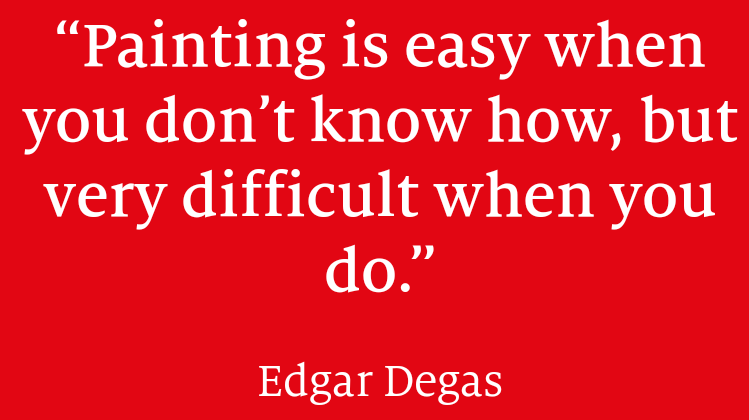 “Painting is easy when
you don’t know how, but
very difficult when you
do.”
Edgar Degas